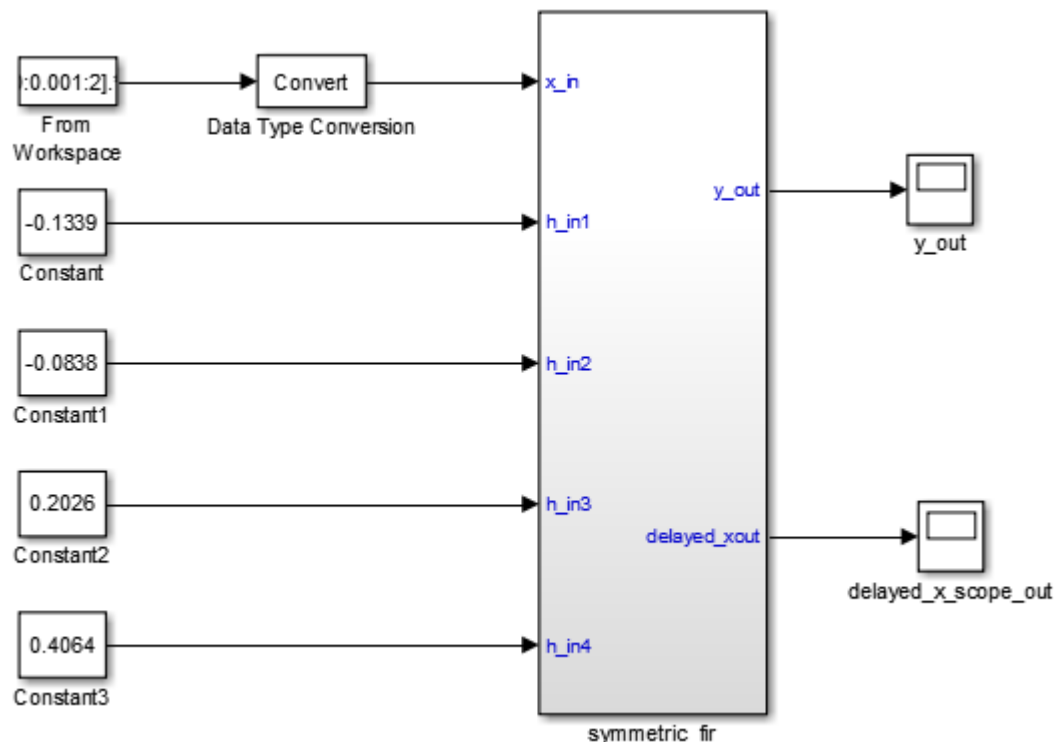 ):0.001:2].'
Convert
x_in
From
Workspace
Data Type Conversion
-0.1339
h_in1
y_out
Constant
y_out
-0.0838
h_in2
Constant1
0.2026
h_in3
delayed_xout
Constant2
delayed_x_scope_out
0.4064
h_in4
Constant3
symmetric_fir